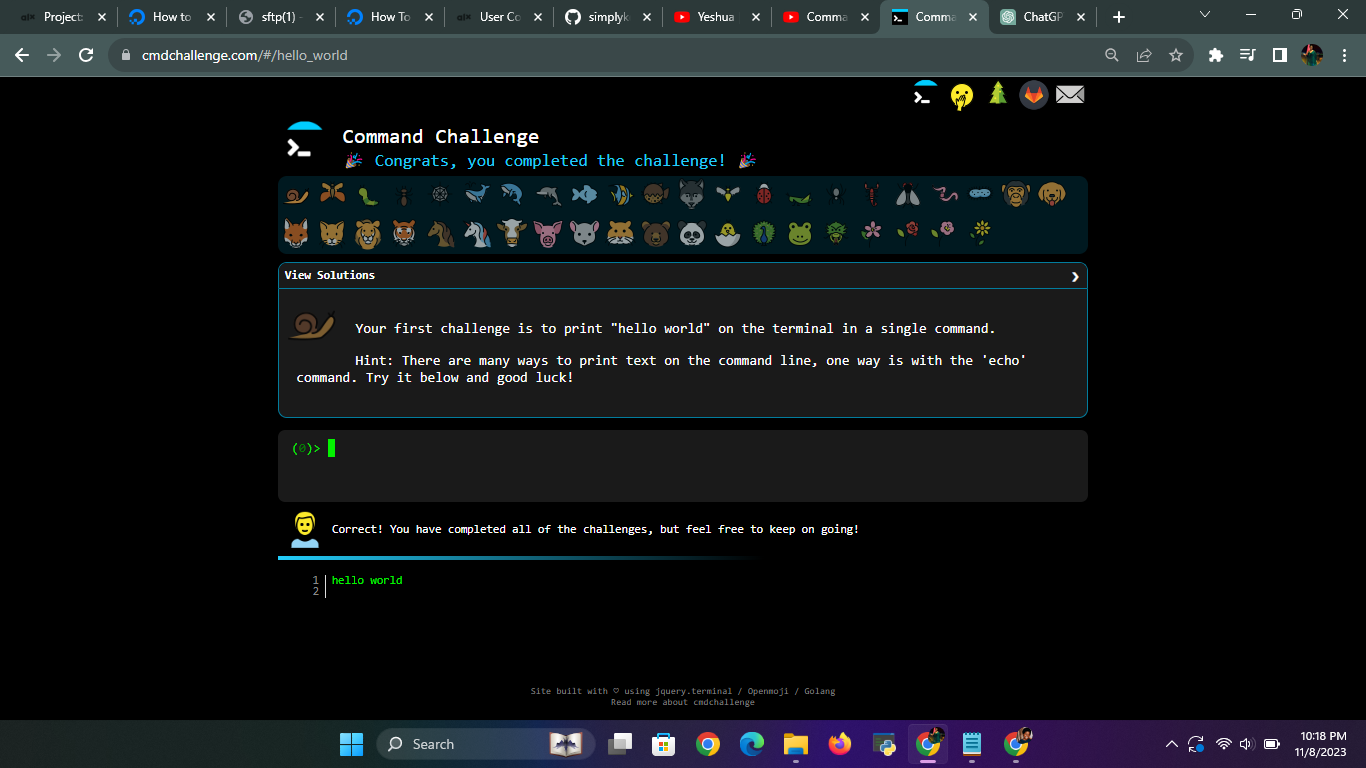 Project: How to sftp(1) - How To User Co simplyk Yeshua Comma Comma ChatGP
cmdchallenge.com/#/hello_world
Command Challenge
Congrats, you completed the challenge!
View Solutions
Your first challenge is to print "hello world" on the terminal in a single command.
Hint: There are many ways to print text on the command line, one way is with the 'echo'
command. Try it below and good luck!
(0)>
Correct! You have completed all of the challenges, but feel free to keep on going!
1 hello world
2
Site built with ♡ using jquery.terminal / Openmoji / Golang
Read more about cmdchallenge
Search
10:18 PM
11/8/2023